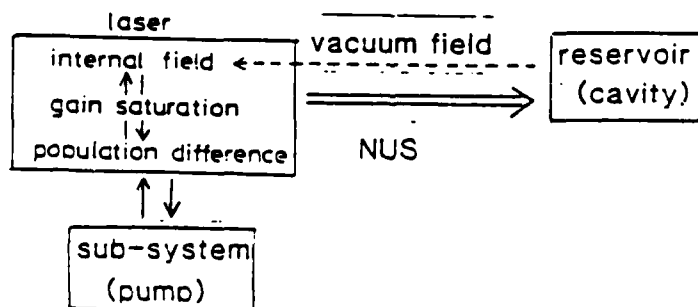 laser
internal field
vacuum field
reservoir
(cavity)
gain saturation
population difference
NUS
sub-system
(pump)